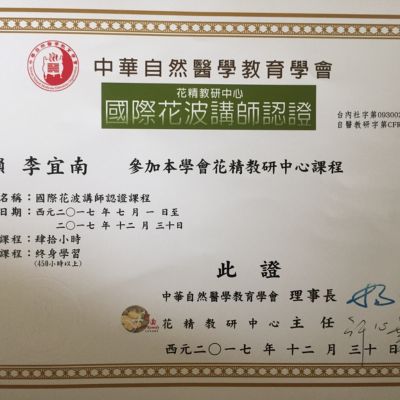 中華自然醫學教育學會
花精教研中心
國際花波講師認證
台內社字第093002
自醫教研字第CFR
李宜南 參加本學會花精教研中心課程
名稱：國際花波講師認證課程
日期：西元二〇一七年 七月 一日至
二〇一七年 十二月 三十日
課程：肆拾小時
課程：終身學習
(450小時以上)
此 證
中華自然醫學教育學會 理事長
花精教研中心 主任
西元二〇一七年 十二月 三十日